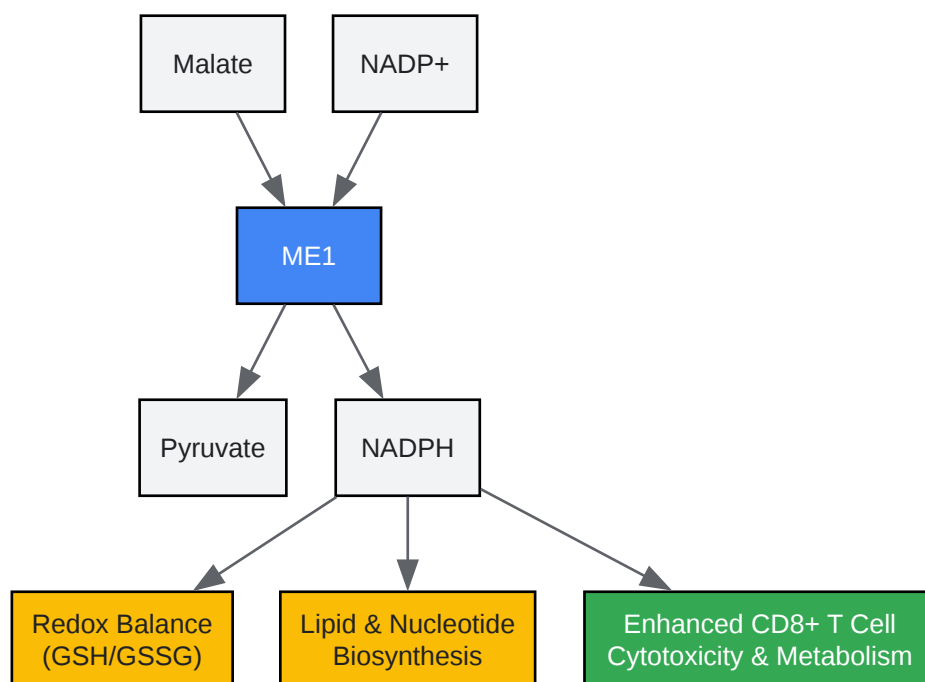 Malate
NADP+
ME1
Pyruvate
NADPH
Redox Balance
(GSH/GSSG)
Lipid & Nucleotide
Biosynthesis
Enhanced CD8+ T Cell
Cytotoxicity & Metabolism